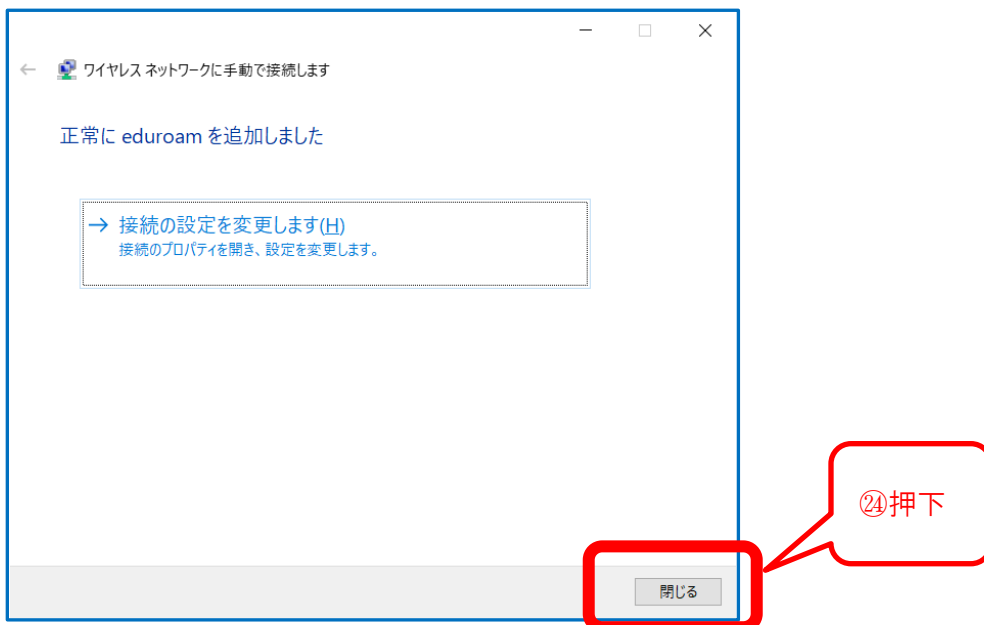 ワイヤレス ネットワークに手動で接続します
正常に eduroam を追加しました
→ 接続の設定を変更します(H)
接続のプロパティを開き、設定を変更します。
㉔押下
閉じる